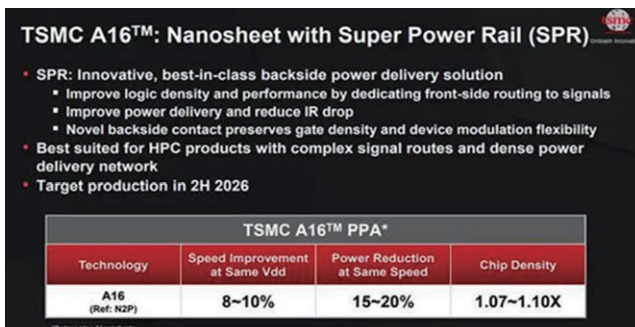 tsmc
TSMC A16™: Nanosheet with Super Power Rail (SPR)
• SPR: Innovative, best-in-class backside power delivery solution
▪ Improve logic density and performance by dedicating front-side routing to signals
▪ Improve power delivery and reduce IR drop
▪ Novel backside contact preserves gate density and device modulation flexibility
• Best suited for HPC products with complex signal routes and dense power
delivery network
• Target production in 2H 2026
TSMC A16™ PPA*
Technology
Speed Improvement
at Same Vdd
Power Reduction
at Same Speed
Chip Density
A16
(Ref: N2P)
8~10%
15~20%
1.07~1.10X